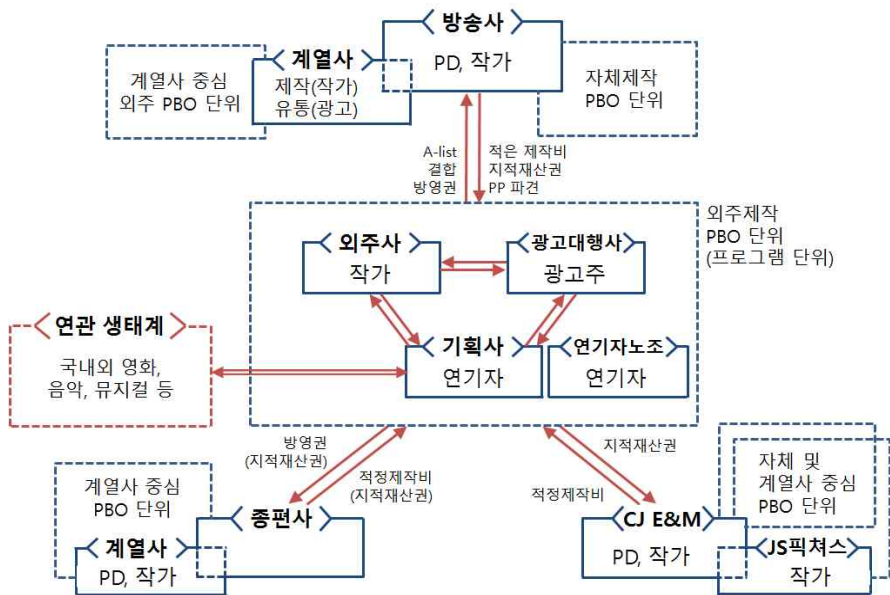 방송사
PD, 작가
계열사
제작(작가)
유통(광고)
계열사 중심
외주 PBO 단위
자체제작
PBO 단위
A-list
결합
방영권
적은 제작비
지적재산권
PP 파견
외주제작
PBO 단위
(프로그램 단위)
외주사
작가
광고대행사
광고주
기획사
연기자
연기자노조
연기자
연관 생태계
국내외 영화,
음악, 뮤지컬 등
방영권
(지적재산권)
적정제작비
(지적재산권)
지적재산권
적정제작비
계열사 중심
PBO 단위
종편사
계열사
PD, 작가
자체 및
계열사 중심
PBO 단위
CJ E&M
PD, 작가
JS픽쳐스
작가